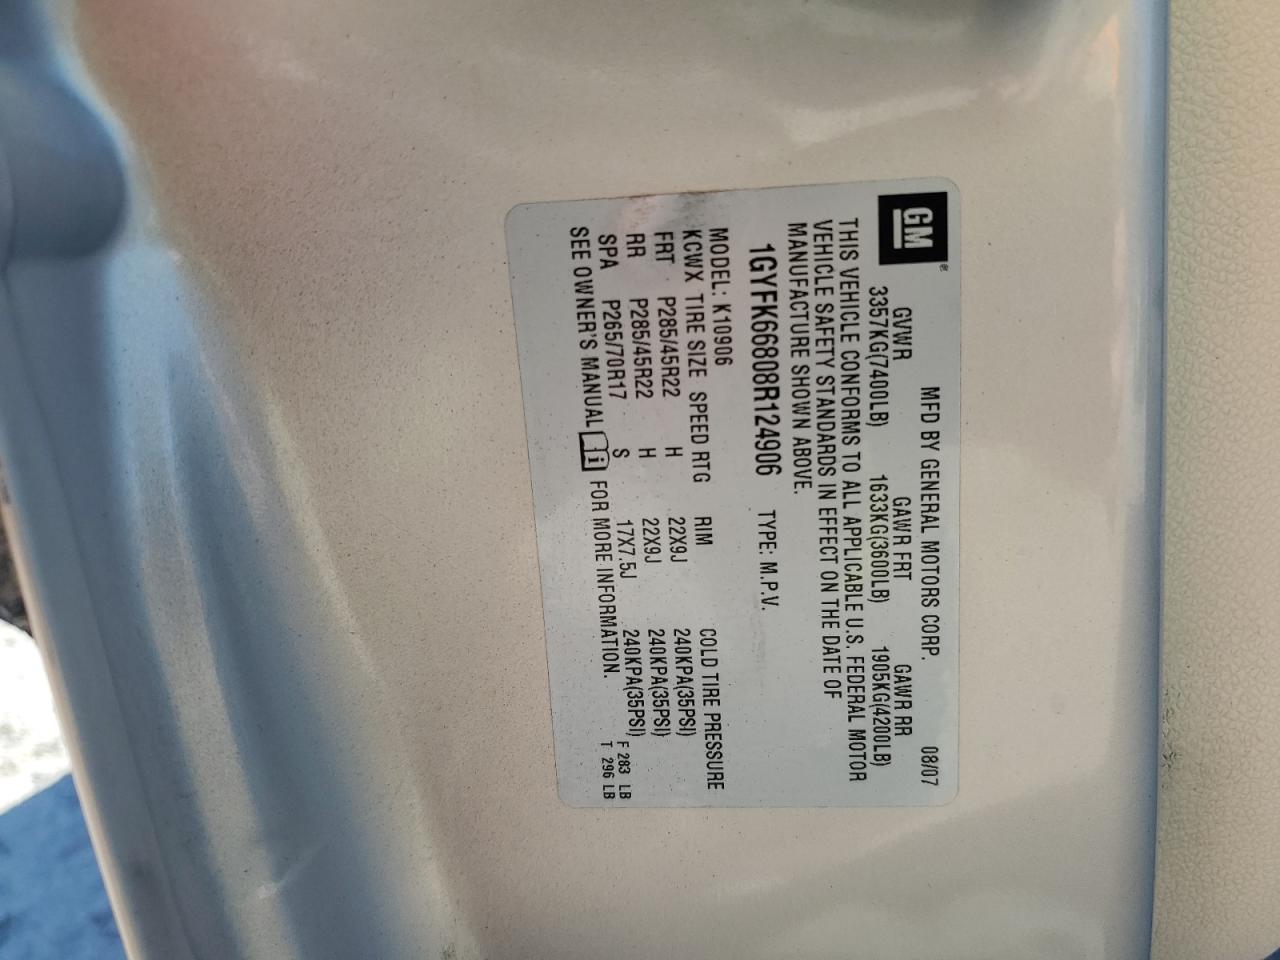 GM®
MFD BY GENERAL MOTORS CORP. 08/07
GVWR GAWR FRT GAWR RR
3357KG(7400LB) 1633KG(3600LB) 1905KG(4200LB)
THIS VEHICLE CONFORMS TO ALL APPLICABLE U.S. FEDERAL MOTOR
VEHICLE SAFETY STANDARDS IN EFFECT ON THE DATE OF
MANUFACTURE SHOWN ABOVE.
1GYFK66808R124906 TYPE: M.P.V.
MODEL: K10906
KCWX TIRE SIZE SPEED RTG RIM COLD TIRE PRESSURE
FRT P285/45R22 H 22X9J 240KPA(35PSI)
RR P285/45R22 H 22X9J 240KPA(35PSI)
SPA P265/70R17 S 17X7.5J 240KPA(35PSI)
SEE OWNER'S MANUAL i FOR MORE INFORMATION.
F 283 LB
T 296 LB